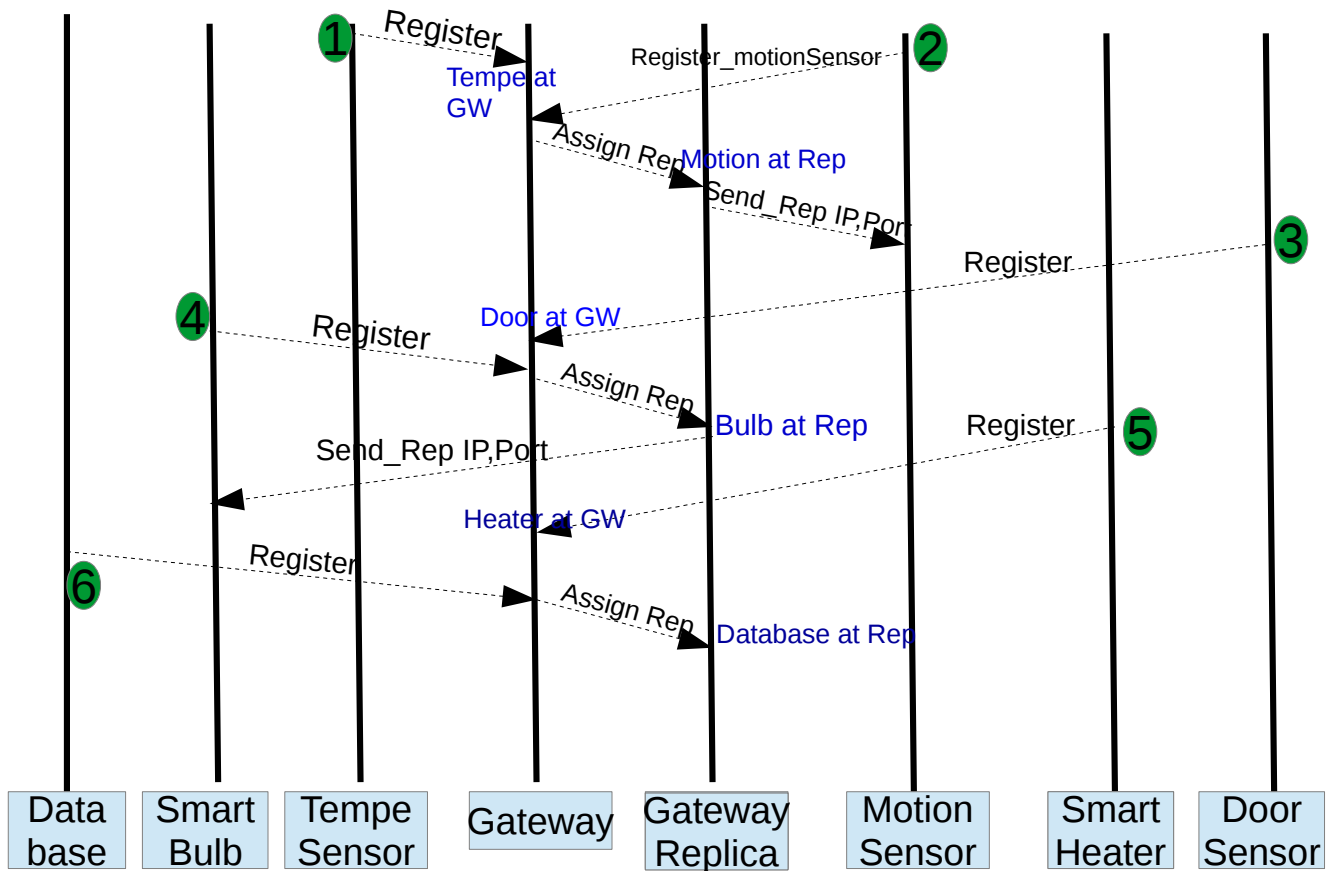 1
Register
2
Register_motionSensor
Tempe at
GW
Assign Rep
Motion at Rep
Send_Rep IP,Port
3
Register
4
Register
Door at GW
Assign Rep
Bulb at Rep
Register
5
Send_Rep IP,Port
Heater at GW
Register
6
Assign Rep
Database at Rep
Data
base
Smart
Bulb
Tempe
Sensor
Gateway
Gateway
Replica
Motion
Sensor
Smart
Heater
Door
Sensor